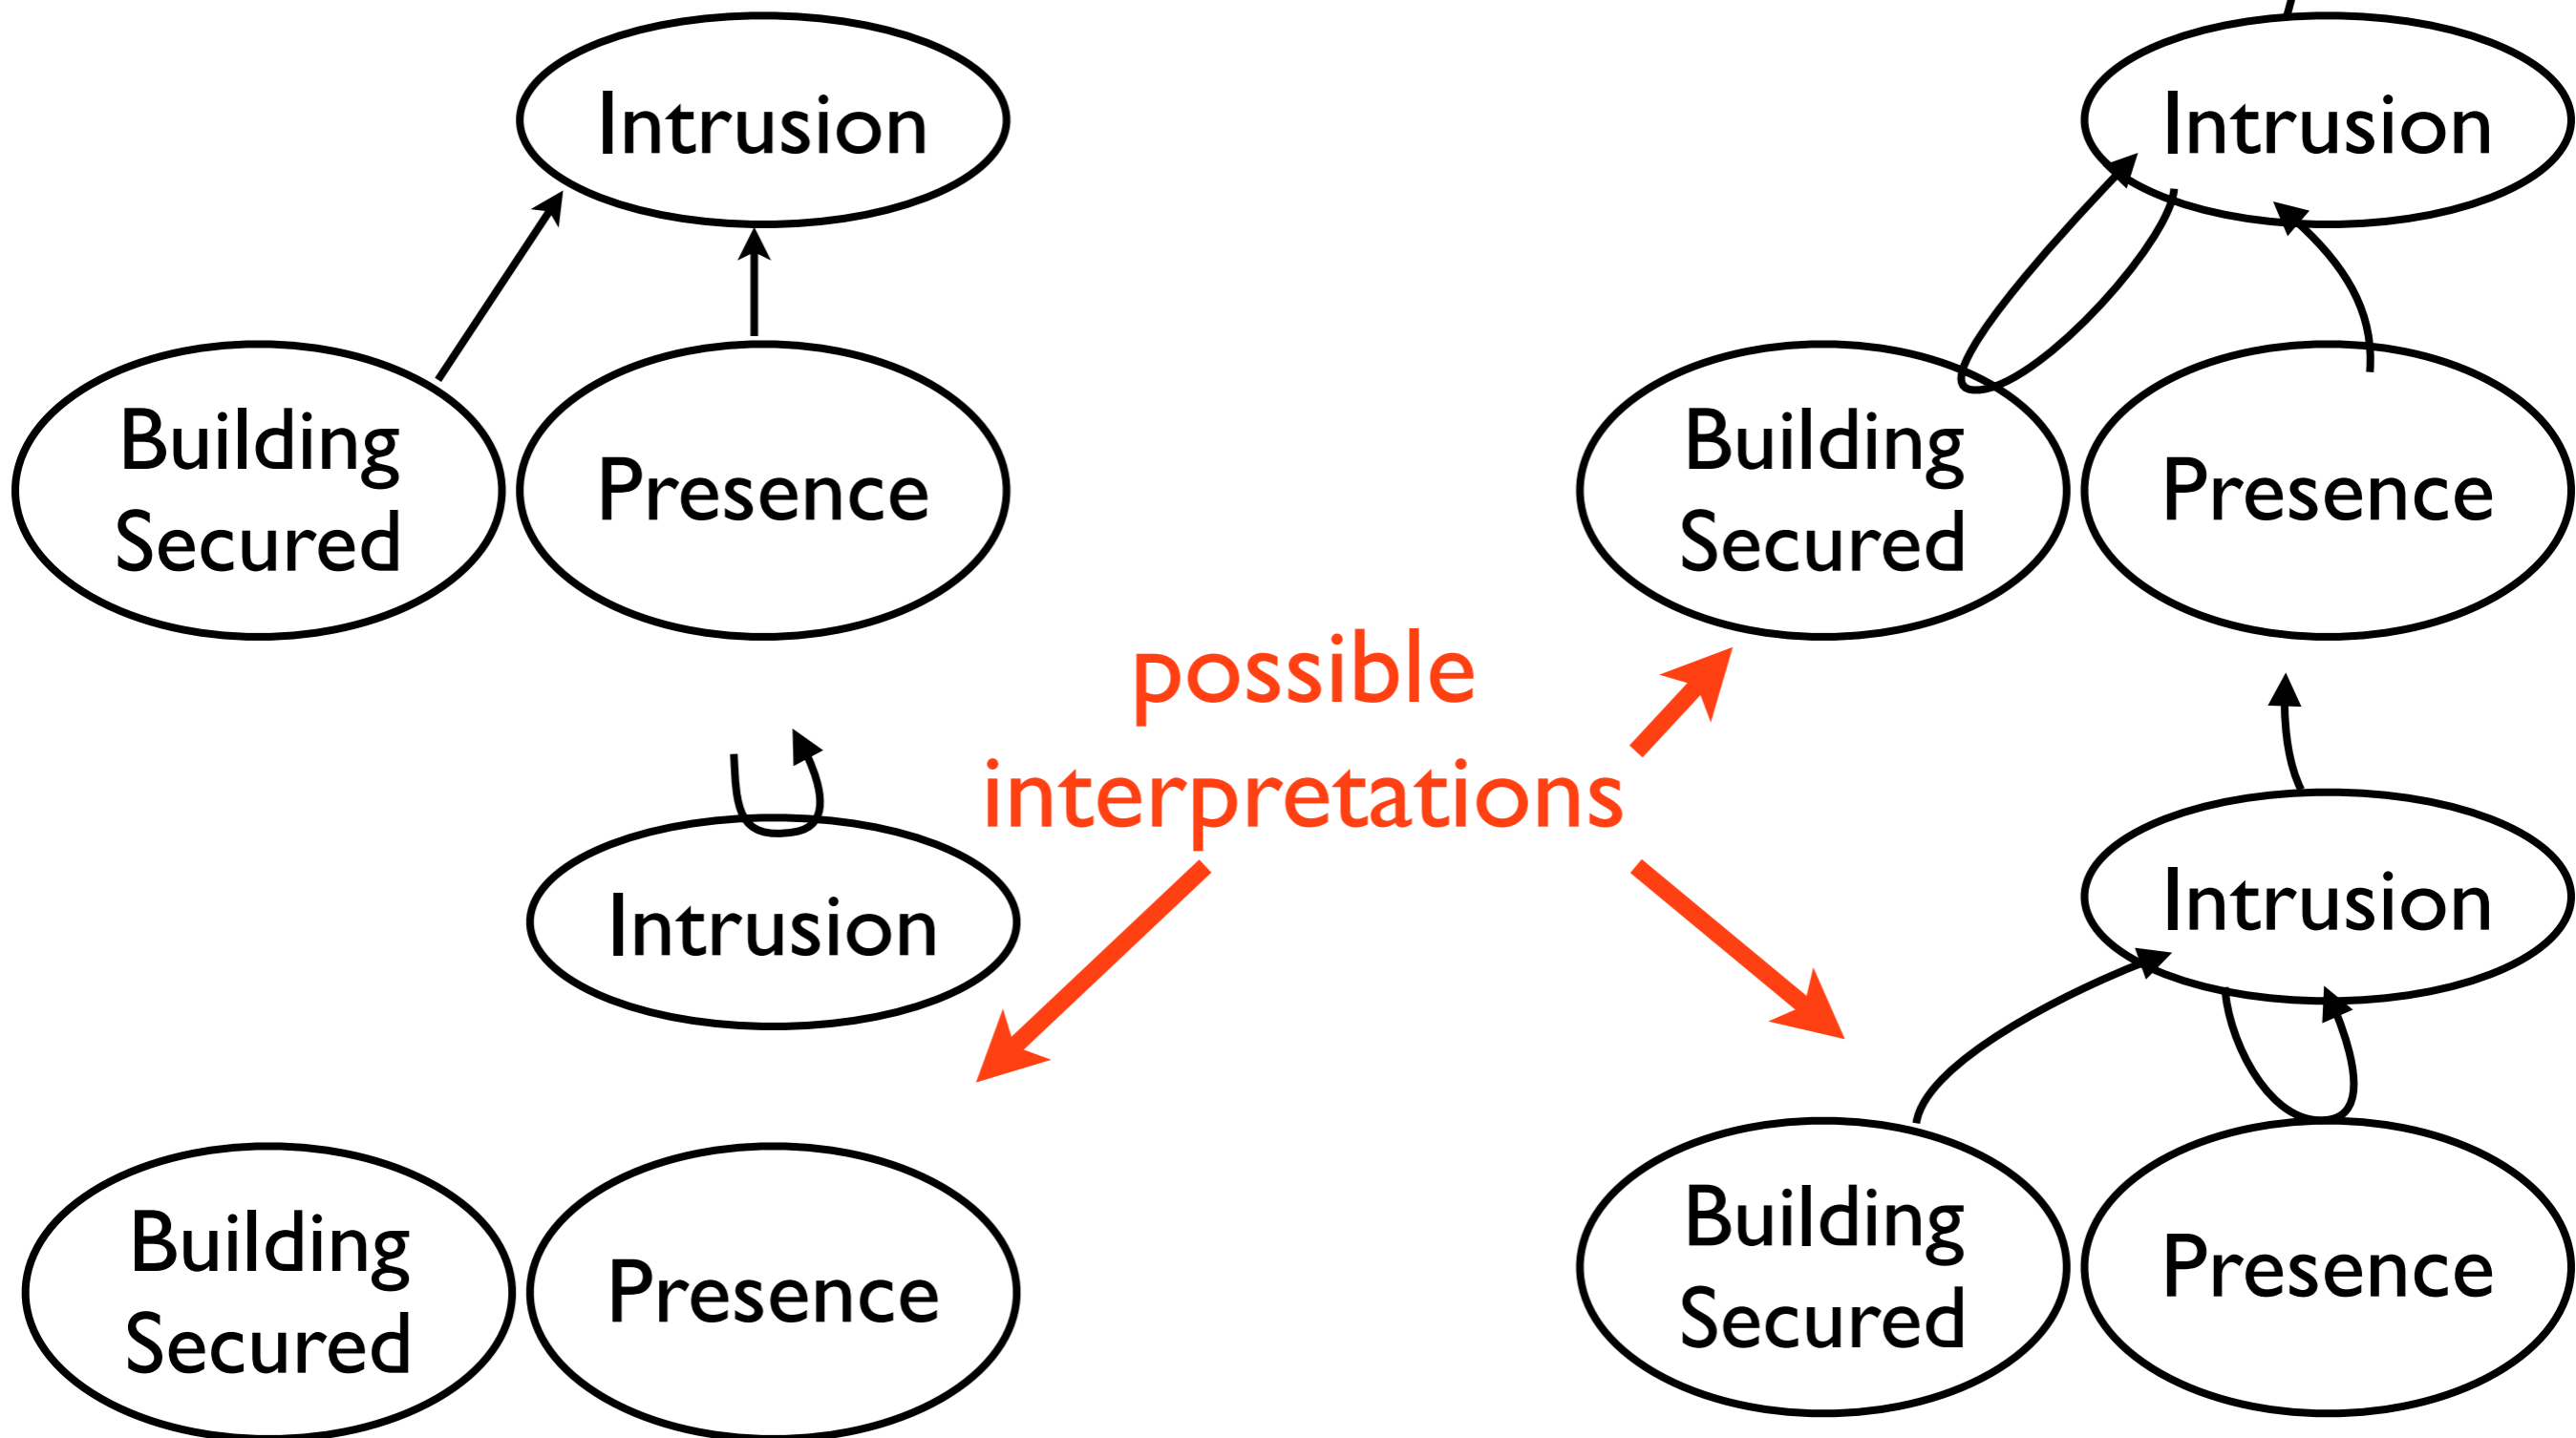 Intrusion
Building
Secured
Presence
Intrusion
Building
Secured
Presence
possible
interpretations
Intrusion
Building
Secured
Presence
Intrusion
Building
Secured
Presence